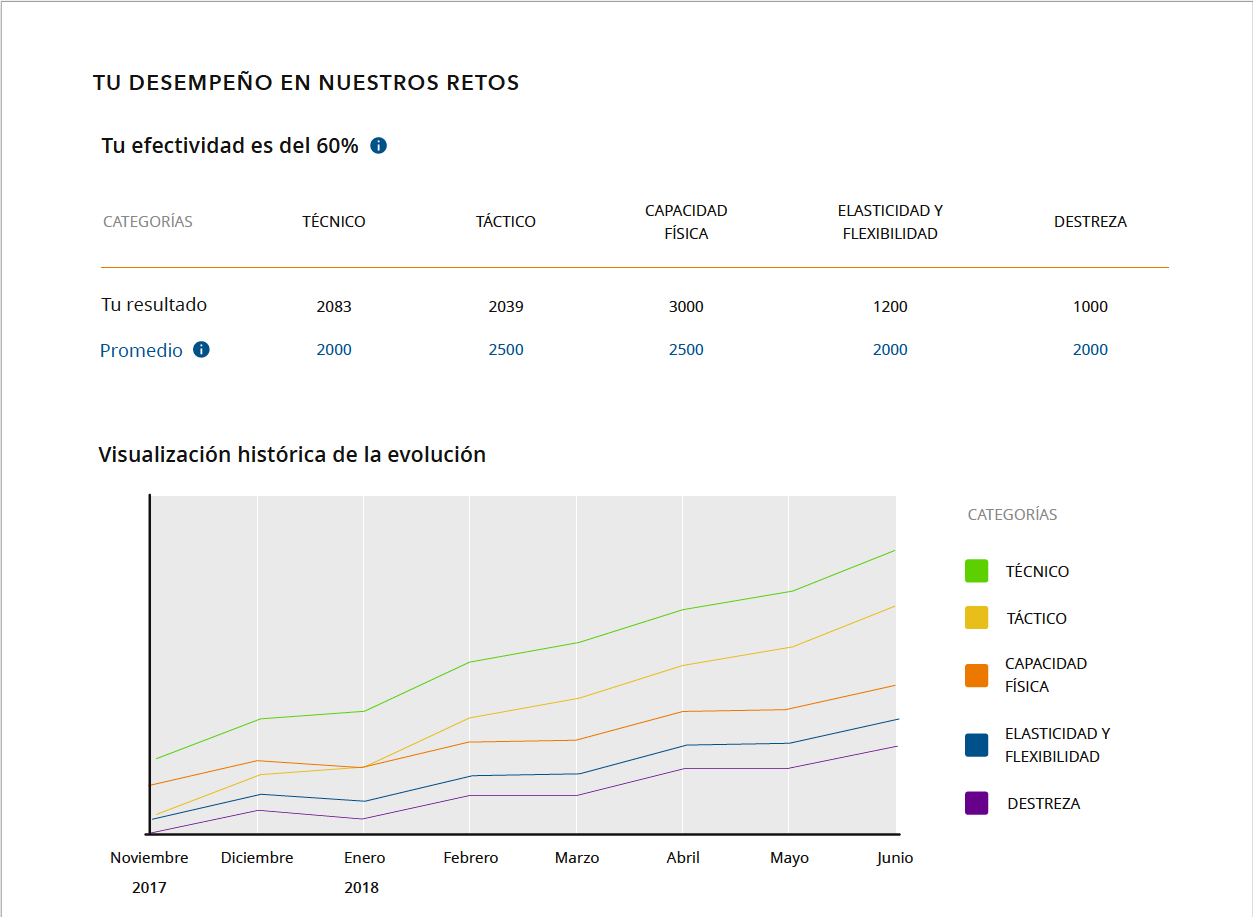 TU DESEMPEÑO EN NUESTROS RETOS
Tu efectividad es del 60% i
CATEGORÍAS TÉCNICO TÁCTICO CAPACIDAD FÍSICA ELASTICIDAD Y FLEXIBILIDAD DESTREZA
Tu resultado 2083 2039 3000 1200 1000
Promedio i 2000 2500 2500 2000 2000
Visualización histórica de la evolución
CATEGORÍAS
TÉCNICO
TÁCTICO
CAPACIDAD
FÍSICA
ELASTICIDAD Y
FLEXIBILIDAD
DESTREZA
Noviembre Diciembre Enero Febrero Marzo Abril Mayo Junio
2017 2018